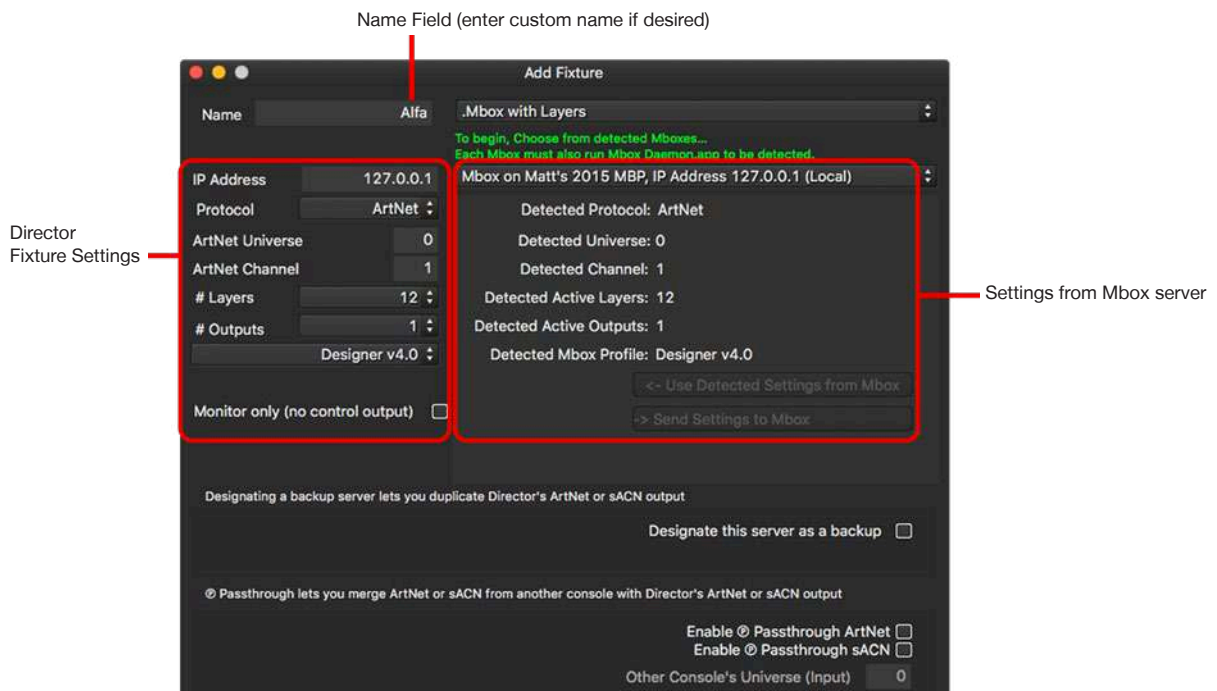 Name Field (enter custom name if desired)
Add Fixture
Name
Alfa
.Mbox with Layers
To begin, Choose from detected Mboxes...
Each Mbox must also run Mbox Daemon.app to be detected.
Director
Fixture Settings
IP Address
127.0.0.1
Protocol
ArtNet
ArtNet Universe
0
ArtNet Channel
1
# Layers
12
# Outputs
1
Designer v4.0
Monitor only (no control output)
Mbox on Matt's 2015 MBP, IP Address 127.0.0.1 (Local)
Detected Protocol: ArtNet
Detected Universe: 0
Detected Channel: 1
Detected Active Layers: 12
Detected Active Outputs: 1
Detected Mbox Profile: Designer v4.0
<- Use Detected Settings from Mbox
-> Send Settings to Mbox
Settings from Mbox server
Designating a backup server lets you duplicate Director's ArtNet or sACN output
Designate this server as a backup
℗ Passthrough lets you merge ArtNet or sACN from another console with Director's ArtNet or sACN output
Enable ℗ Passthrough ArtNet
Enable ℗ Passthrough sACN
Other Console's Universe (Input)
0